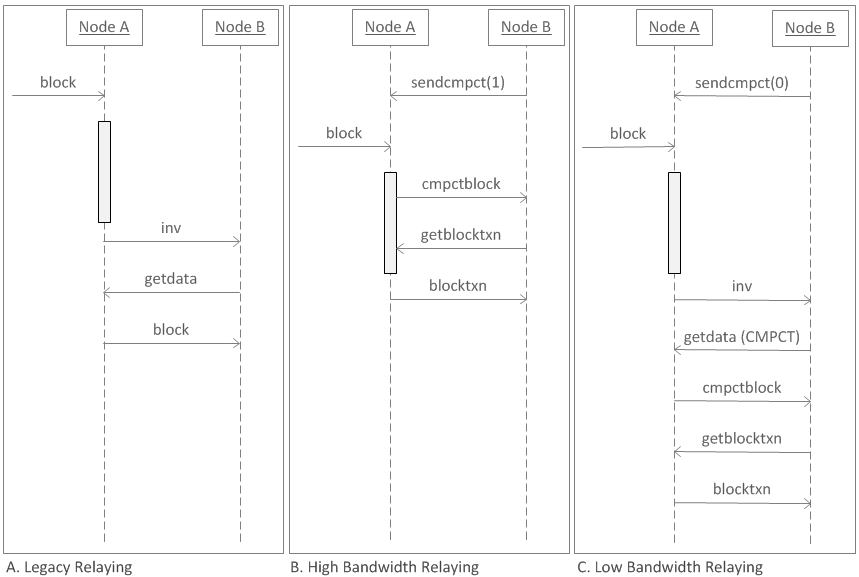 Node A
Node B
block
inv
getdata
block
A. Legacy Relaying
Node A
Node B
sendcmpct(1)
block
cmpctblock
getblocktxn
blocktxn
B. High Bandwidth Relaying
Node A
Node B
sendcmpct(0)
block
inv
getdata (CMPCT)
cmpctblock
getblocktxn
blocktxn
C. Low Bandwidth Relaying